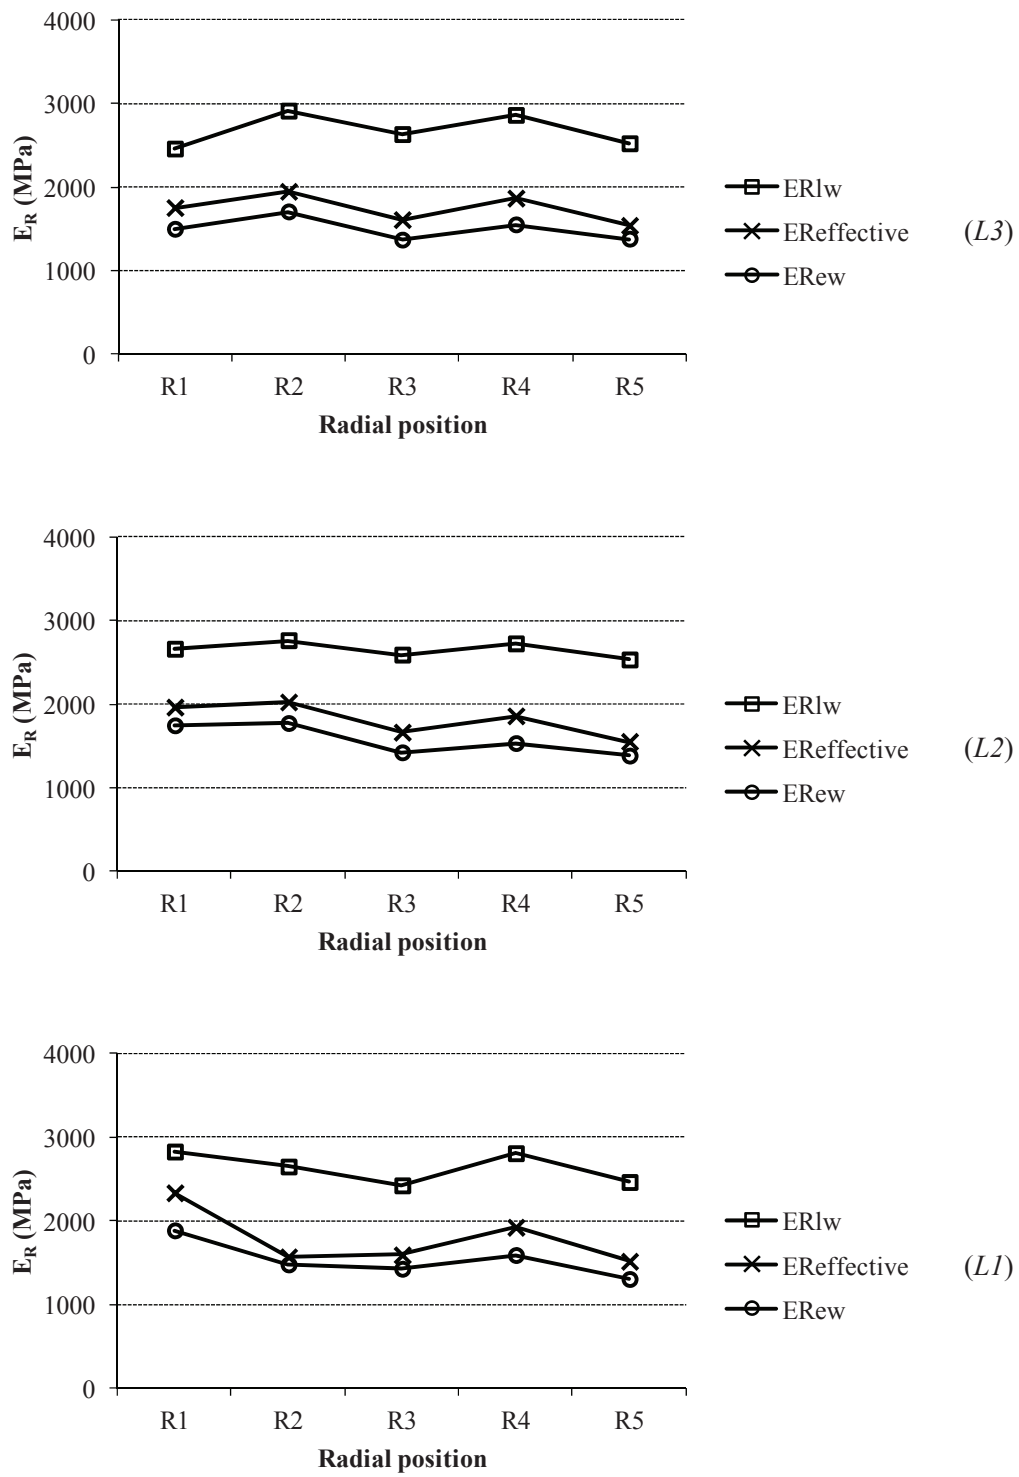 4000
3000
2000
1000
0
E_R (MPa)
R1 R2 R3 R4 R5
Radial position
ERlw
EReffective
ERew
(L3)
4000
3000
2000
1000
0
E_R (MPa)
R1 R2 R3 R4 R5
Radial position
ERlw
EReffective
ERew
(L2)
4000
3000
2000
1000
0
E_R (MPa)
R1 R2 R3 R4 R5
Radial position
ERlw
EReffective
ERew
(L1)